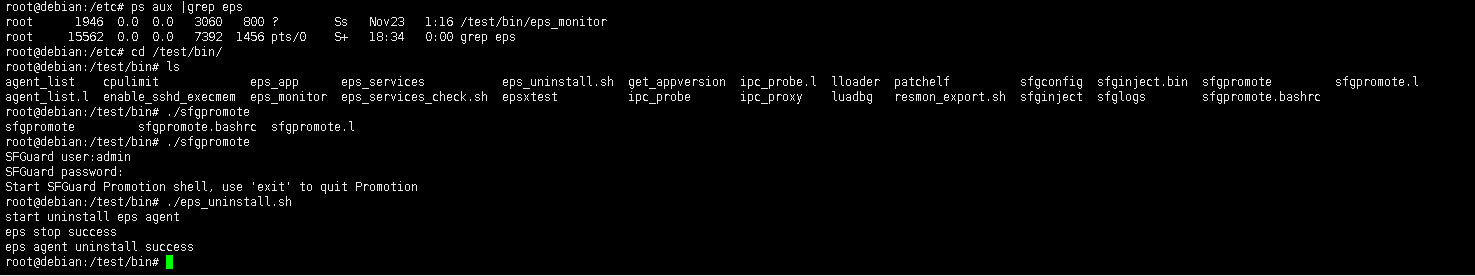 root@debian:/etc# ps aux |grep eps
root      1946  0.0  0.0   3060   800 ?        Ss   Nov23   1:16 /test/bin/eps_monitor
root     15562  0.0  0.0   7392  1456 pts/0    S+   18:34   0:00 grep eps
root@debian:/etc# cd /test/bin/
root@debian:/test/bin# ls
agent_list    cpulimit             eps_app      eps_services           eps_uninstall.sh  get_appversion  ipc_probe.l  lloader  patchelf          sfgconfig  sfginject.bin  sfgpromote         sfgpromote.l
agent_list.l  enable_sshd_execmem  eps_monitor  eps_services_check.sh  epsxtest          ipc_probe       ipc_proxy    luadbg   resmon_export.sh  sfginject  sfglogs        sfgpromote.bashrc
root@debian:/test/bin# ./sfgpromote
sfgpromote         sfgpromote.bashrc  sfgpromote.l
root@debian:/test/bin# ./sfgpromote
SFGuard user:admin
SFGuard password:
Start SFGuard Promotion shell, use 'exit' to quit Promotion
root@debian:/test/bin# ./eps_uninstall.sh
start uninstall eps agent
eps stop success
eps agent uninstall success
root@debian:/test/bin#